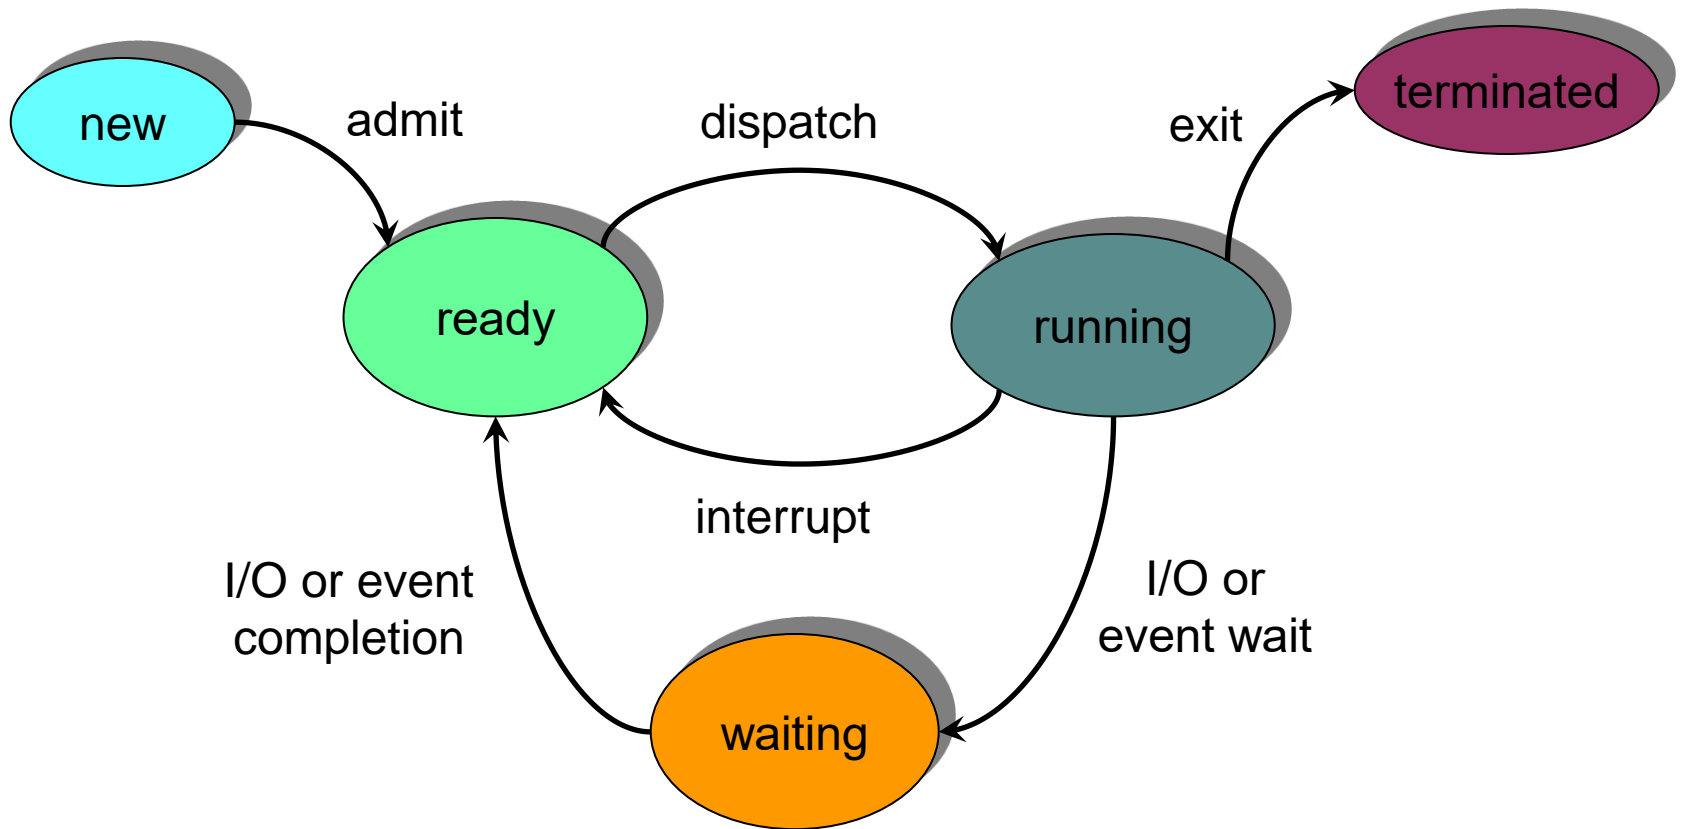 new
admit
dispatch
exit
terminated
ready
running
interrupt
I/O or event
completion
I/O or
event wait
waiting